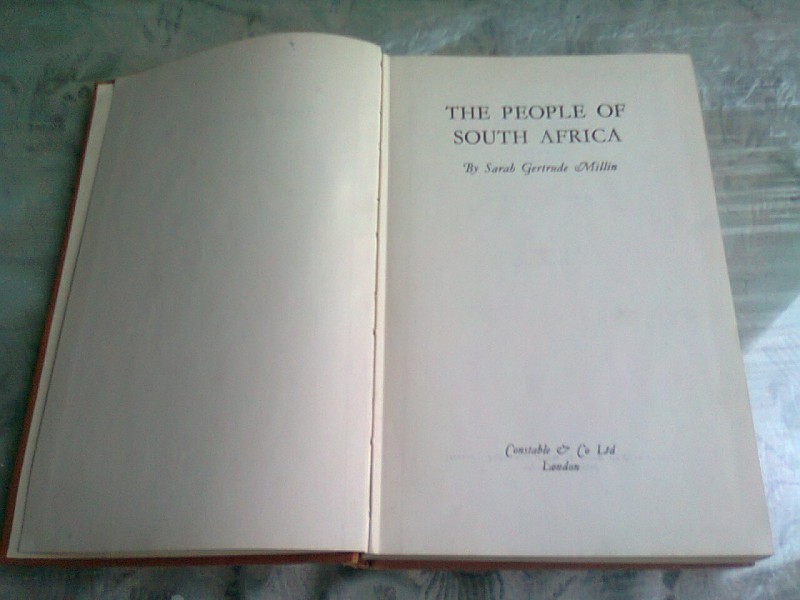 THE PEOPLE OF
SOUTH AFRICA
By Sarah Gertrude Millin
Constable & Co Ltd
London